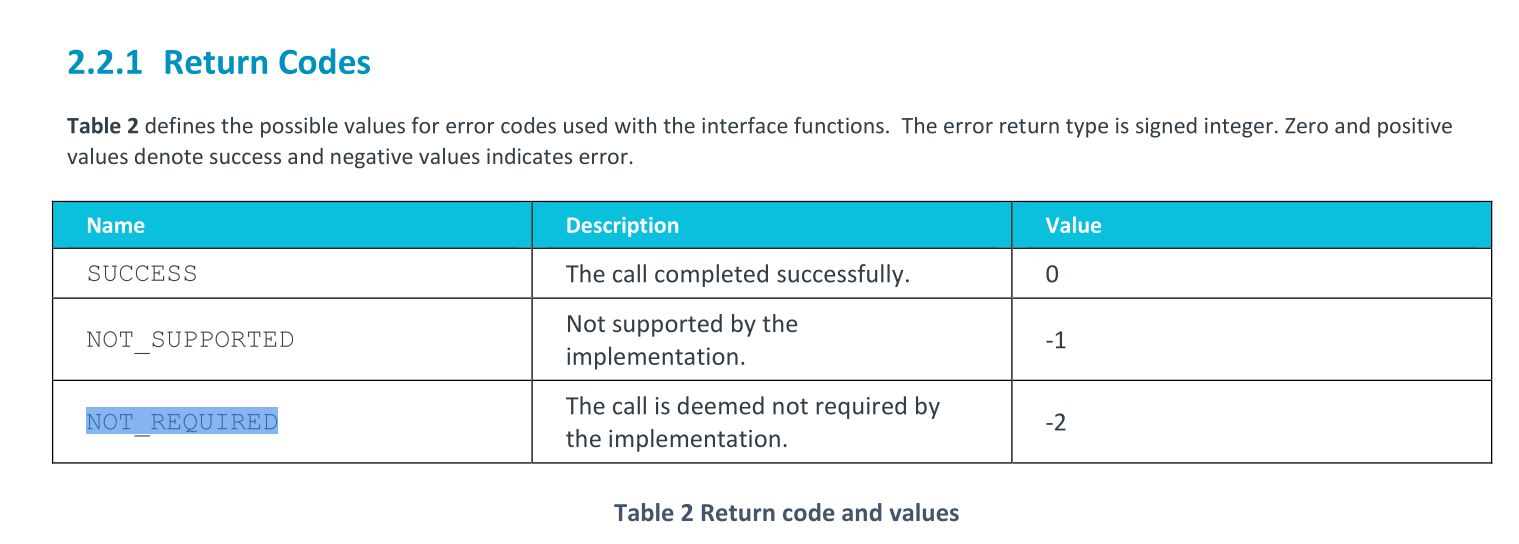 2.2.1 Return Codes
Table 2 defines the possible values for error codes used with the interface functions.  The error return type is signed integer. Zero and positive
values denote success and negative values indicates error.
Name Description Value
SUCCESS The call completed successfully. 0
NOT_SUPPORTED Not supported by the
implementation. -1
NOT_REQUIRED The call is deemed not required by
the implementation. -2
Table 2 Return code and values